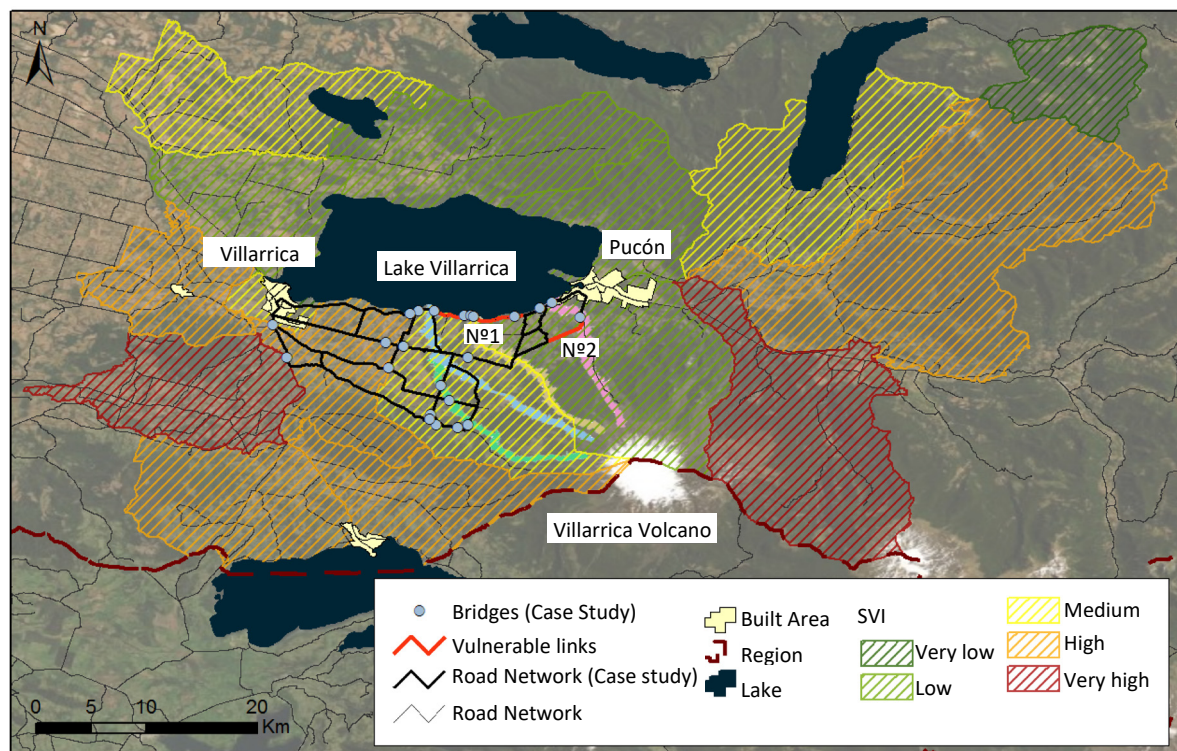 N
Villarrica
Lake Villarrica
Pucón
Nº1
Nº2
Villarrica Volcano
Bridges (Case Study)
Vulnerable links
Road Network (Case study)
Road Network
Built Area
Region
Lake
SVI
Very low
Low
Medium
High
Very high
0 5 10 20
Km